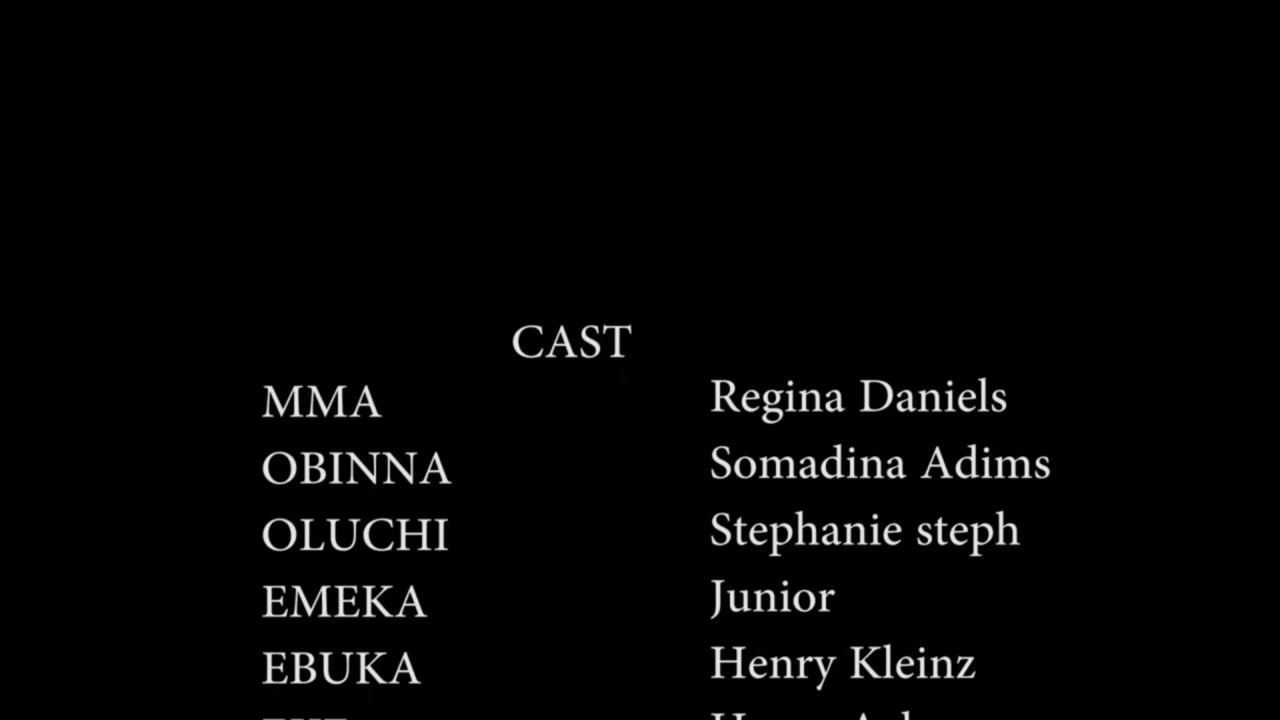 CAST
MMA Regina Daniels
OBINNA Somadina Adims
OLUCHI Stephanie steph
EMEKA Junior
EBUKA Henry Kleinz